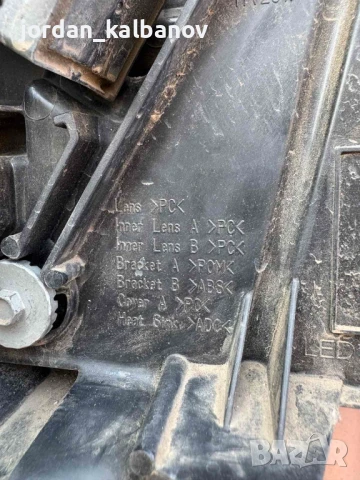 @jordan_kalbanov
Lens >PC<
Inner Lens A >PC<
Inner Lens B >PC<
Bracket A >POM<
Bracket B >ABS<
Cover A >PC<
Heat Sink >ADC<
LED
BAZAR